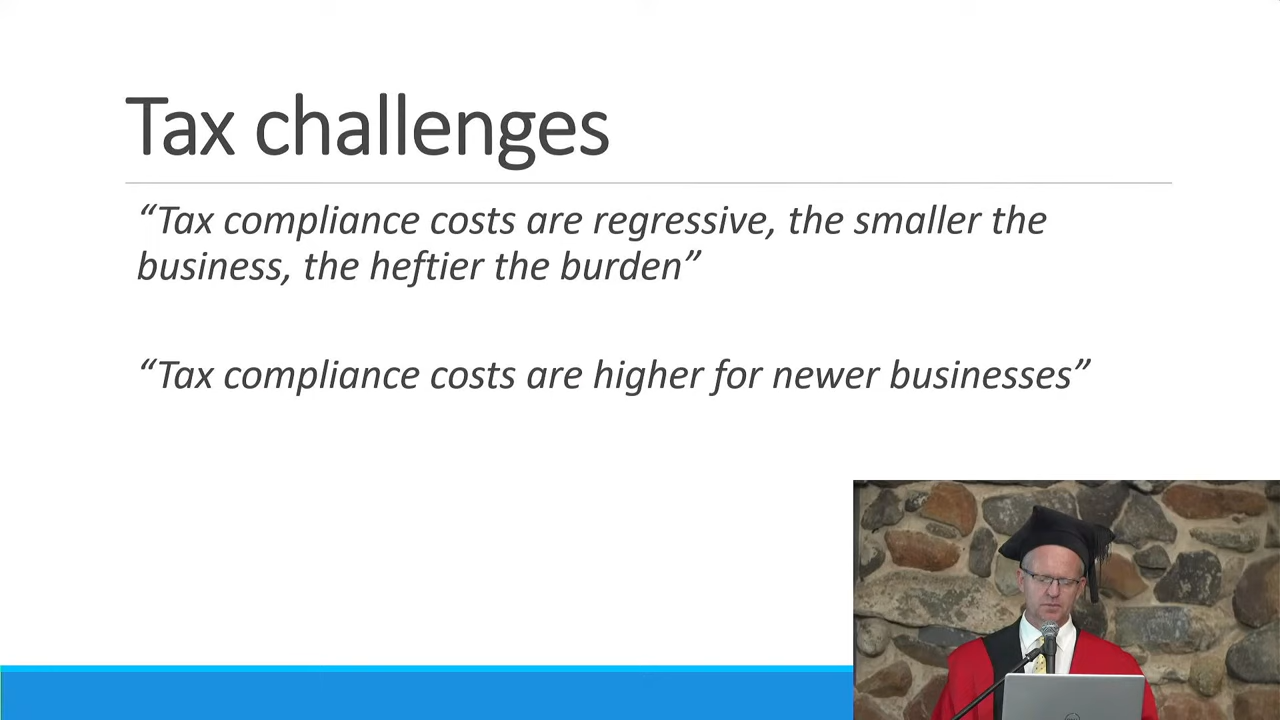 Tax challenges
“Tax compliance costs are regressive, the smaller the
business, the heftier the burden”
“Tax compliance costs are higher for newer businesses”